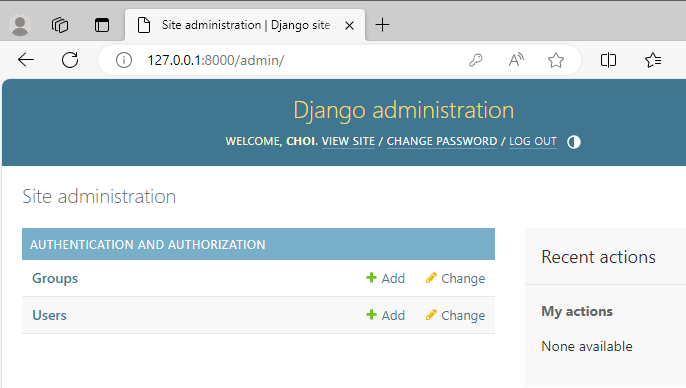 Site administration | Django site
127.0.0.1:8000/admin/
Django administration
WELCOME, CHOI. VIEW SITE / CHANGE PASSWORD / LOG OUT
Site administration
AUTHENTICATION AND AUTHORIZATION
Groups Add Change
Users Add Change
Recent actions
My actions
None available